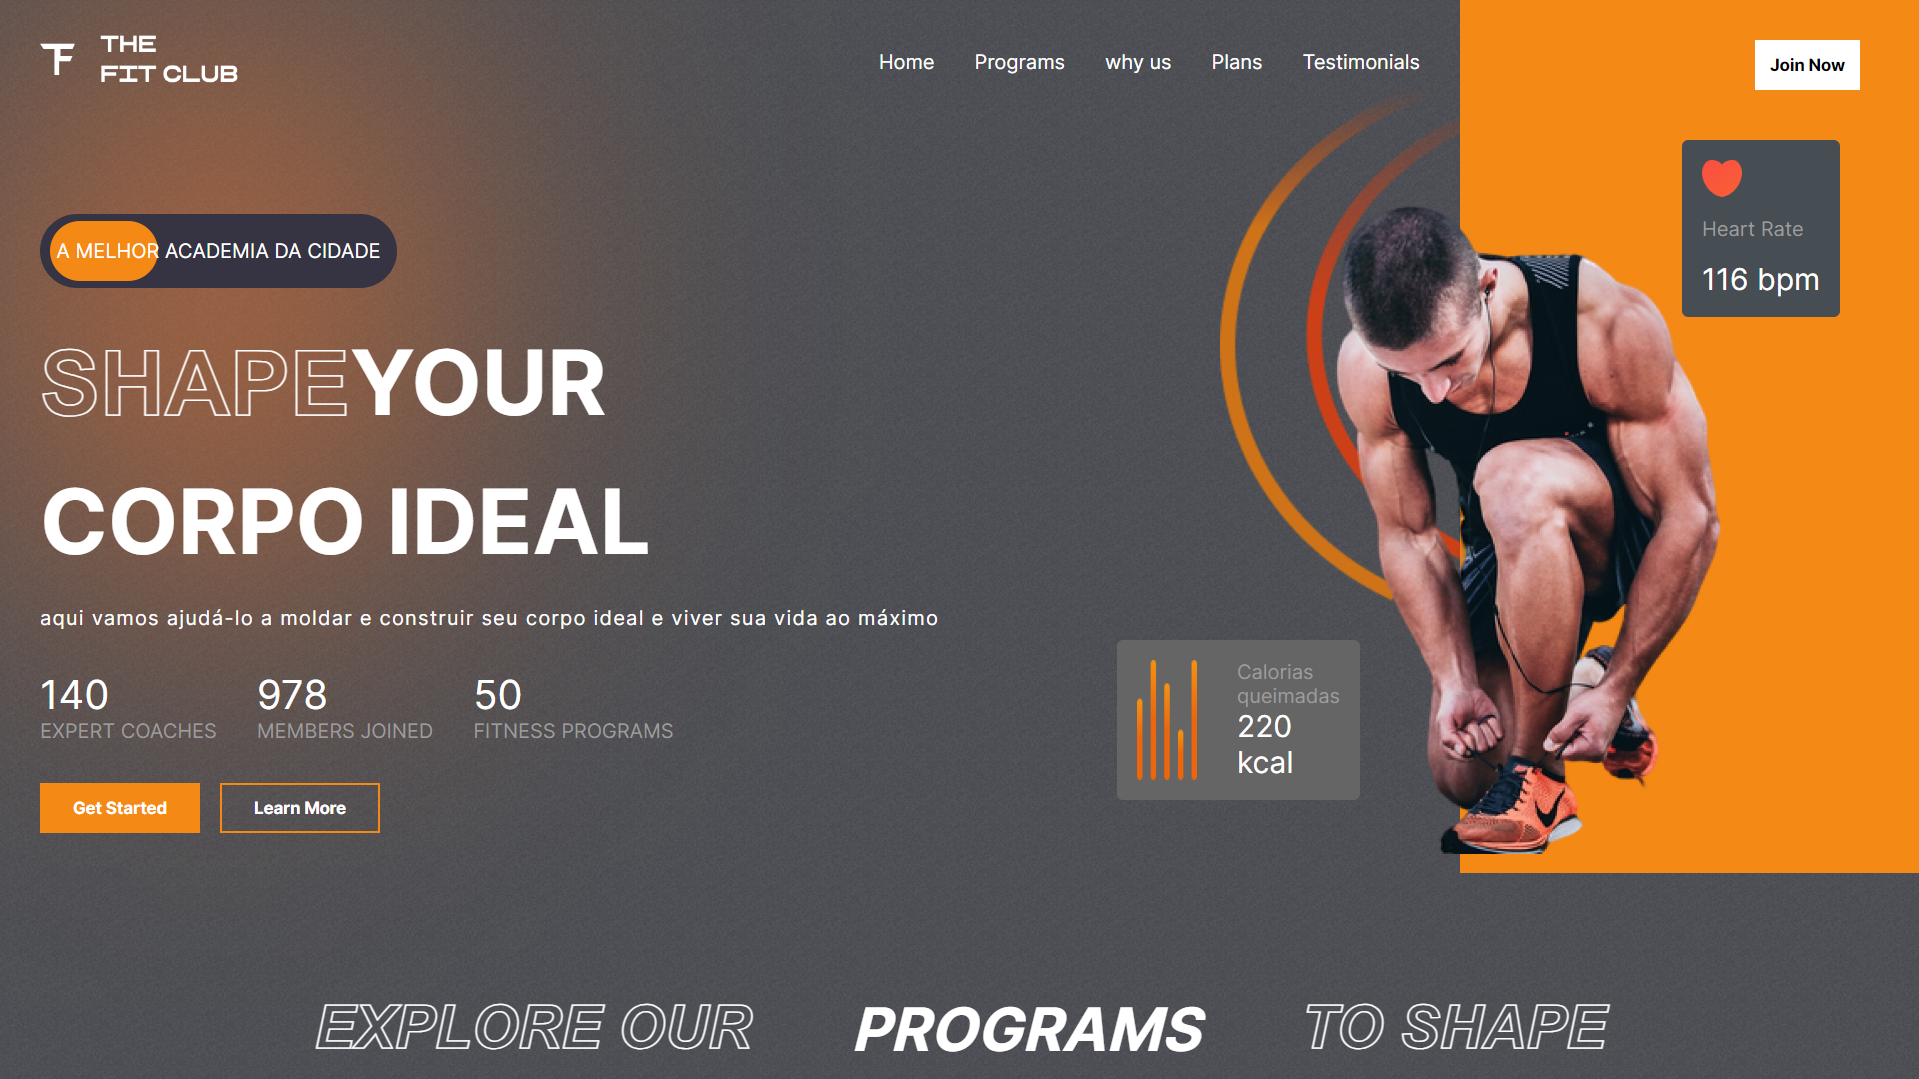 THE
FIT CLUB
Home Programs why us Plans Testimonials
Join Now
Heart Rate
116 bpm
A MELHOR ACADEMIA DA CIDADE
SHAPEYOUR
CORPO IDEAL
aqui vamos ajudá-lo a moldar e construir seu corpo ideal e viver sua vida ao máximo
140
EXPERT COACHES
978
MEMBERS JOINED
50
FITNESS PROGRAMS
Calorias
queimadas
220
kcal
Get Started
Learn More
EXPLORE OUR PROGRAMS TO SHAPE